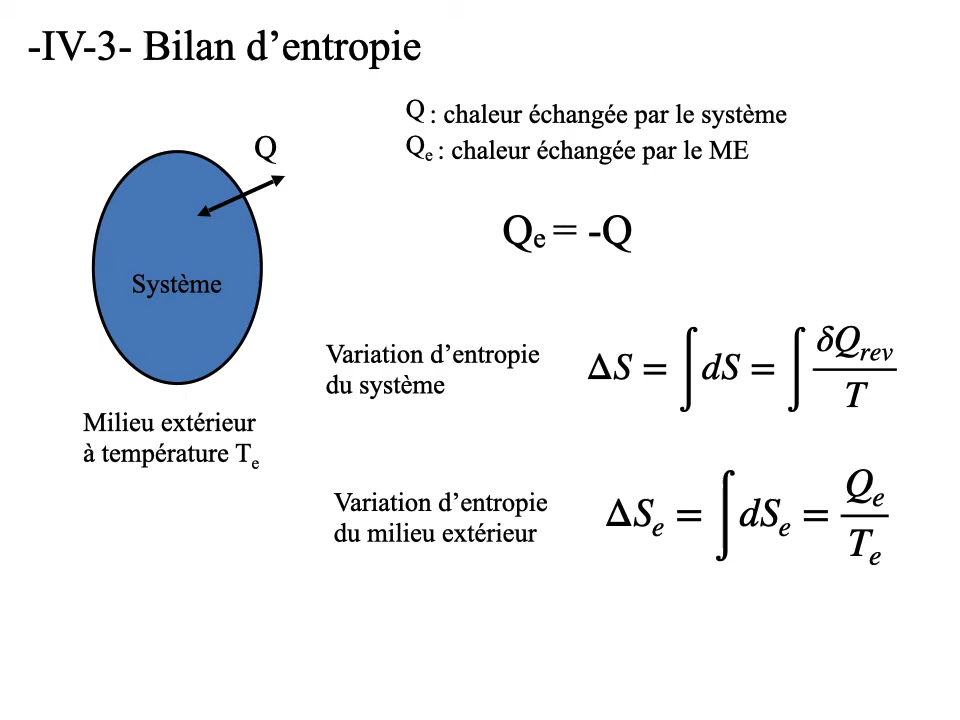 -IV-3- Bilan d’entropie
Q : chaleur échangée par le système
Qe : chaleur échangée par le ME
Q
Qe = -Q
Système
Variation d’entropie
du système
ΔS = ∫ dS = ∫ δQrev / T
Milieu extérieur
à température Te
Variation d’entropie
du milieu extérieur
ΔSe = ∫ dSe = Qe / Te